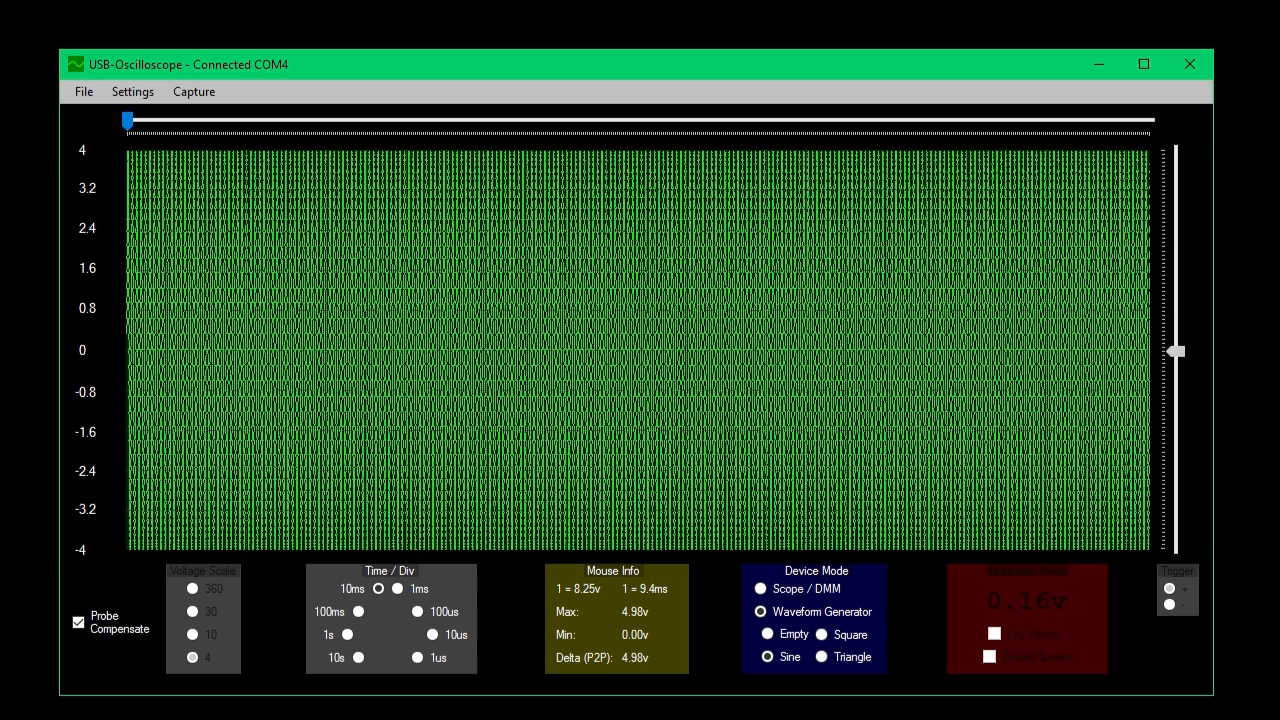 USB-Oscilloscope - Connected COM4
File Settings Capture
4
3.2
2.4
1.6
0.8
0
-0.8
-1.6
-2.4
-3.2
-4
Probe
Compensate
Voltage Scale
360
30
10
4
Time / Div
10ms 1ms
100ms 100us
1s 10us
10s 1us
Mouse Info
1 = 8.25v 1 = 9.4ms
Max: 4.98v
Min: 0.00v
Delta (P2P): 4.98v
Device Mode
Scope / DMM
Waveform Generator
Empty Square
Sine Triangle
0.16v
Trigger
+
-